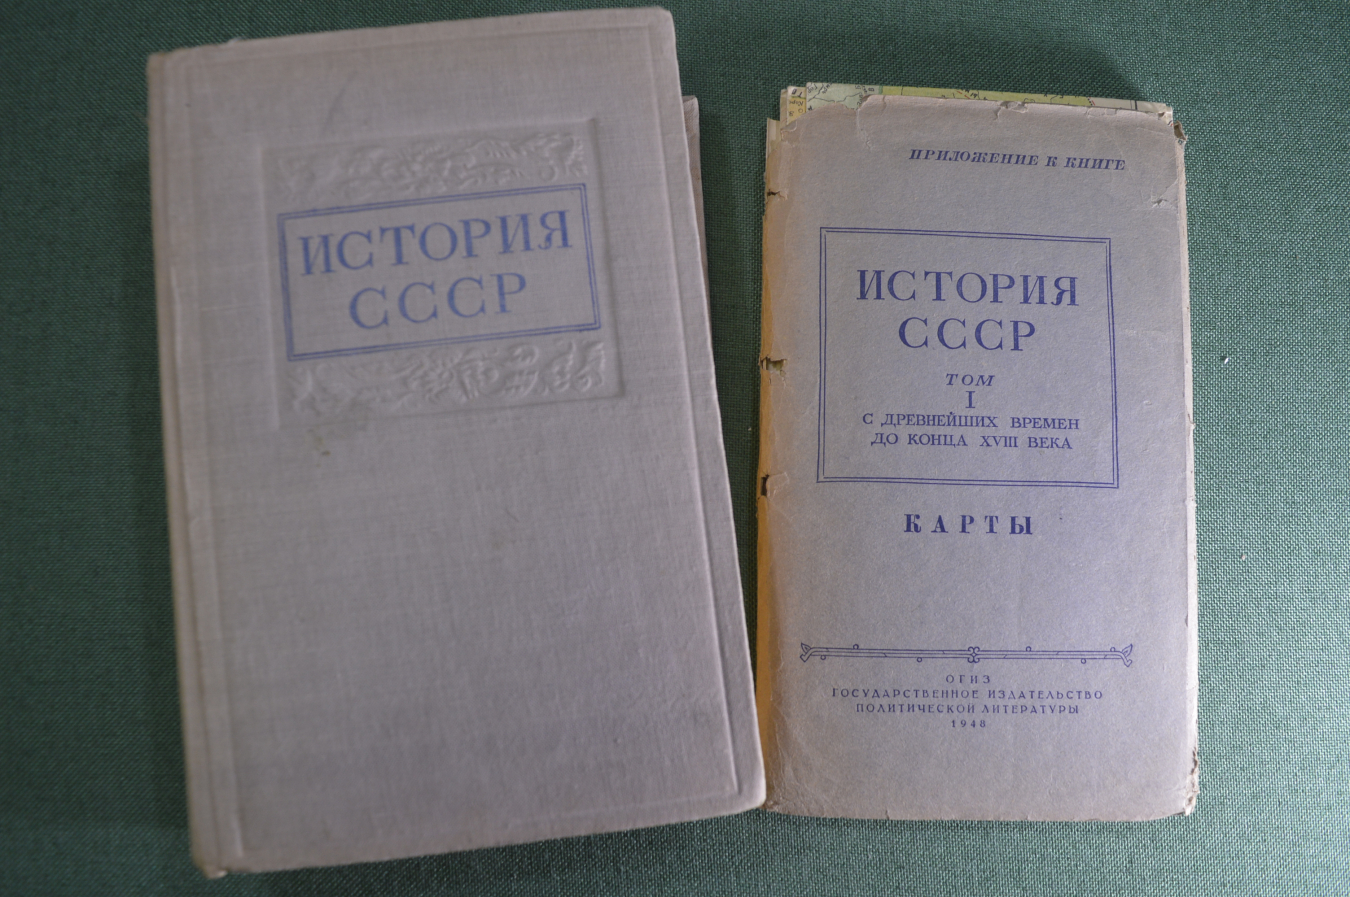 ИСТОРИЯ
СССР
ПРИЛОЖЕНИЕ К КНИГЕ
ИСТОРИЯ
СССР
ТОМ
I
С ДРЕВНЕЙШИХ ВРЕМЕН
ДО КОНЦА XVIII ВЕКА
КАРТЫ
ОГИЗ
ГОСУДАРСТВЕННОЕ ИЗДАТЕЛЬСТВО
ПОЛИТИЧЕСКОЙ ЛИТЕРАТУРЫ
1948